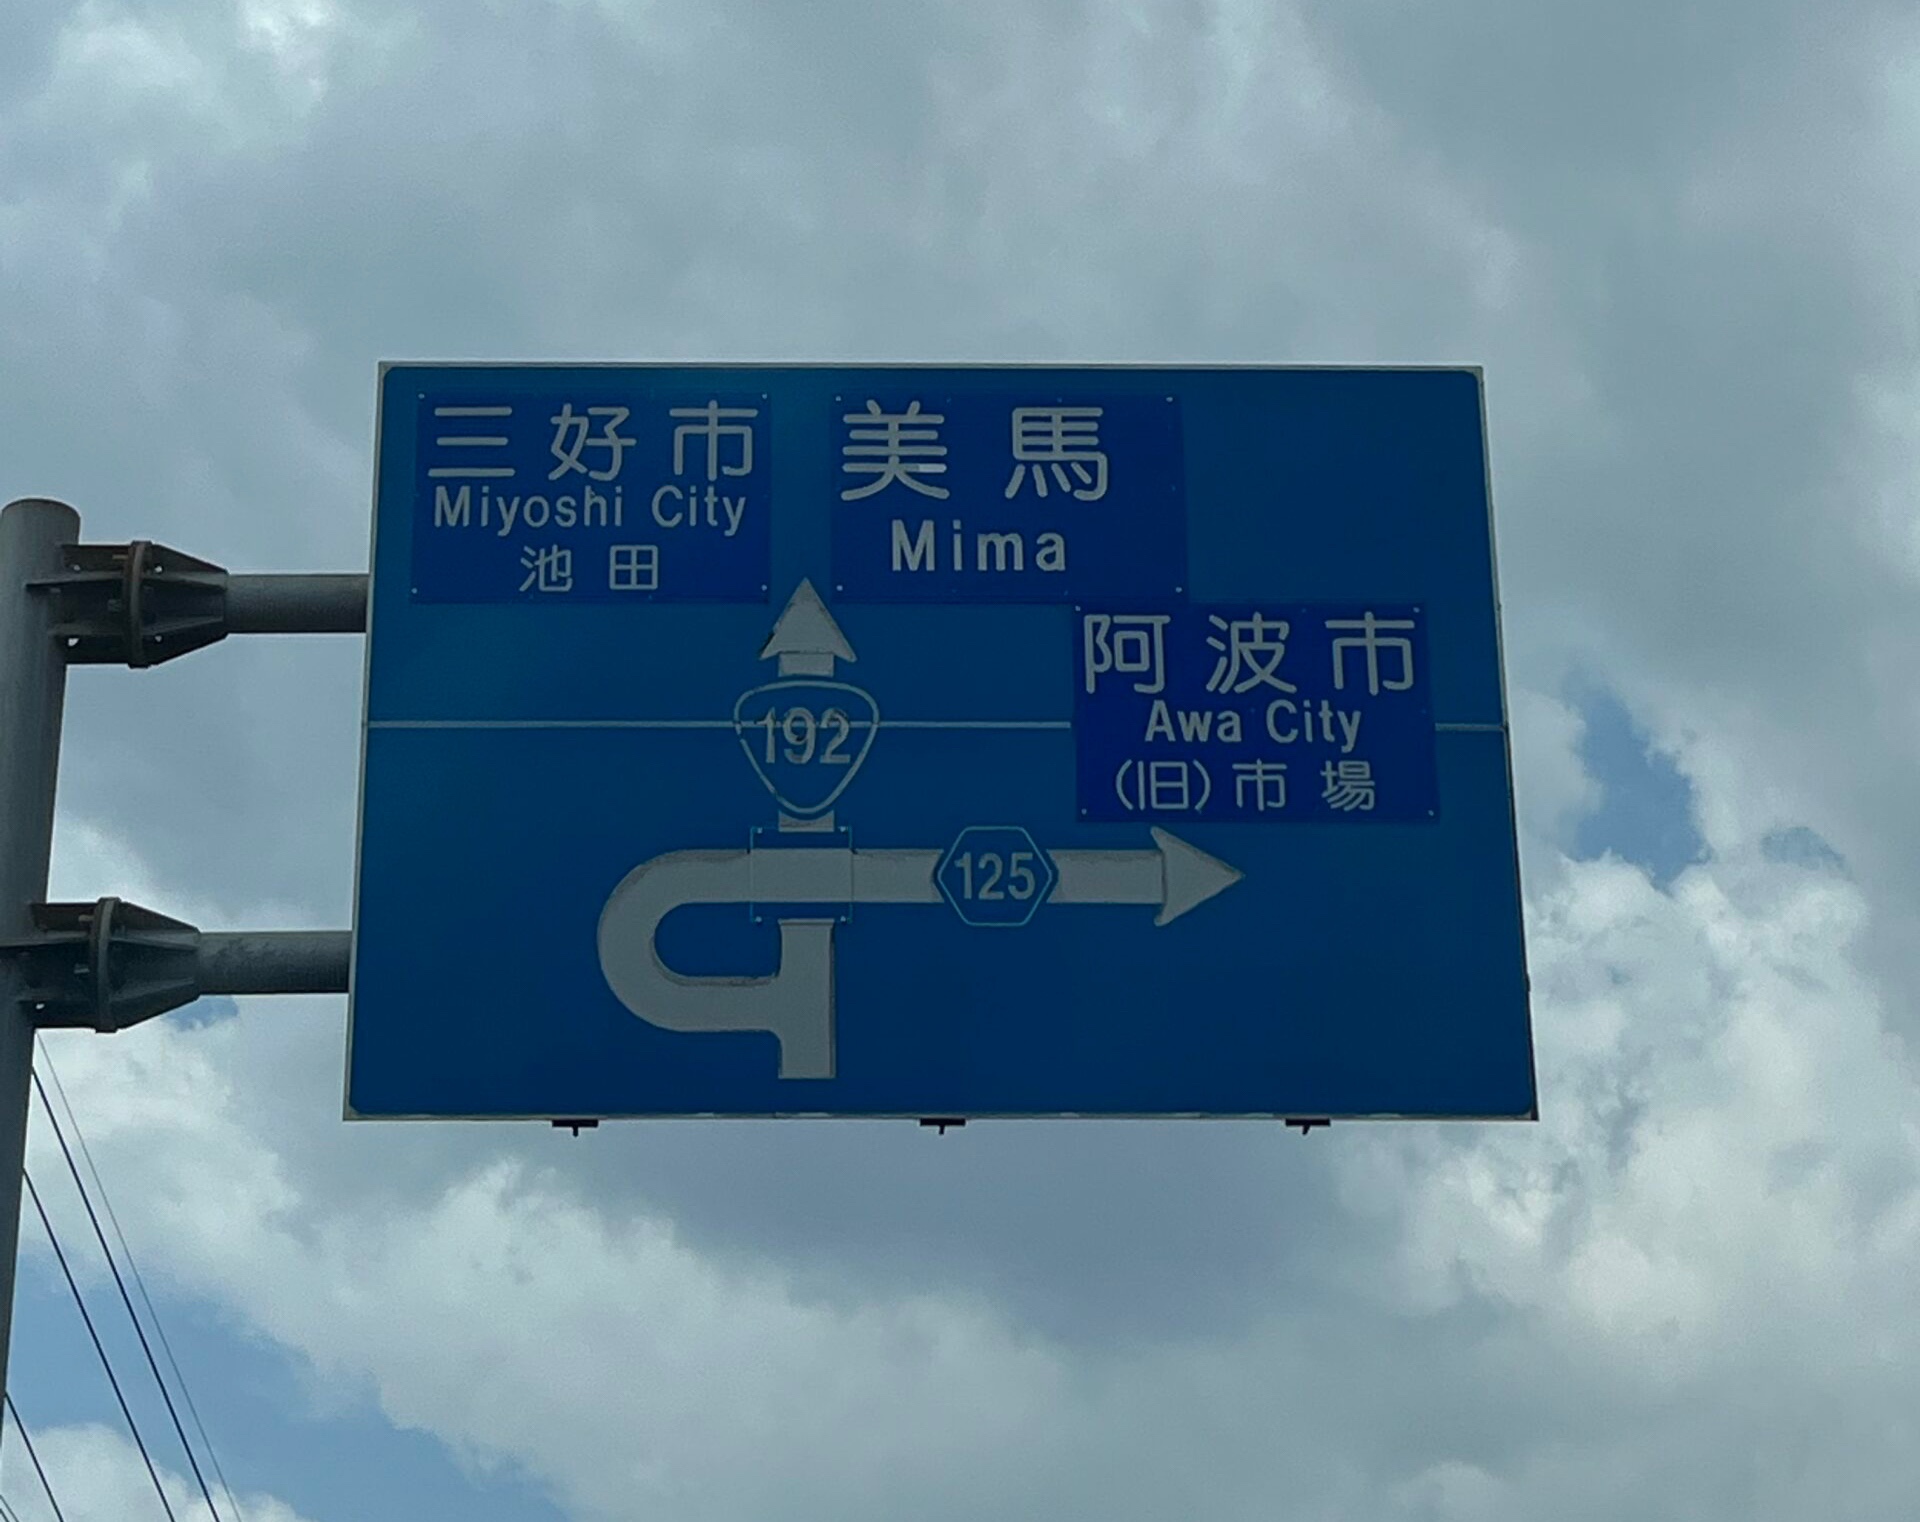 三好市
Miyoshi City
池田
美馬
Mima
192
阿波市
Awa City
(旧)市場
125